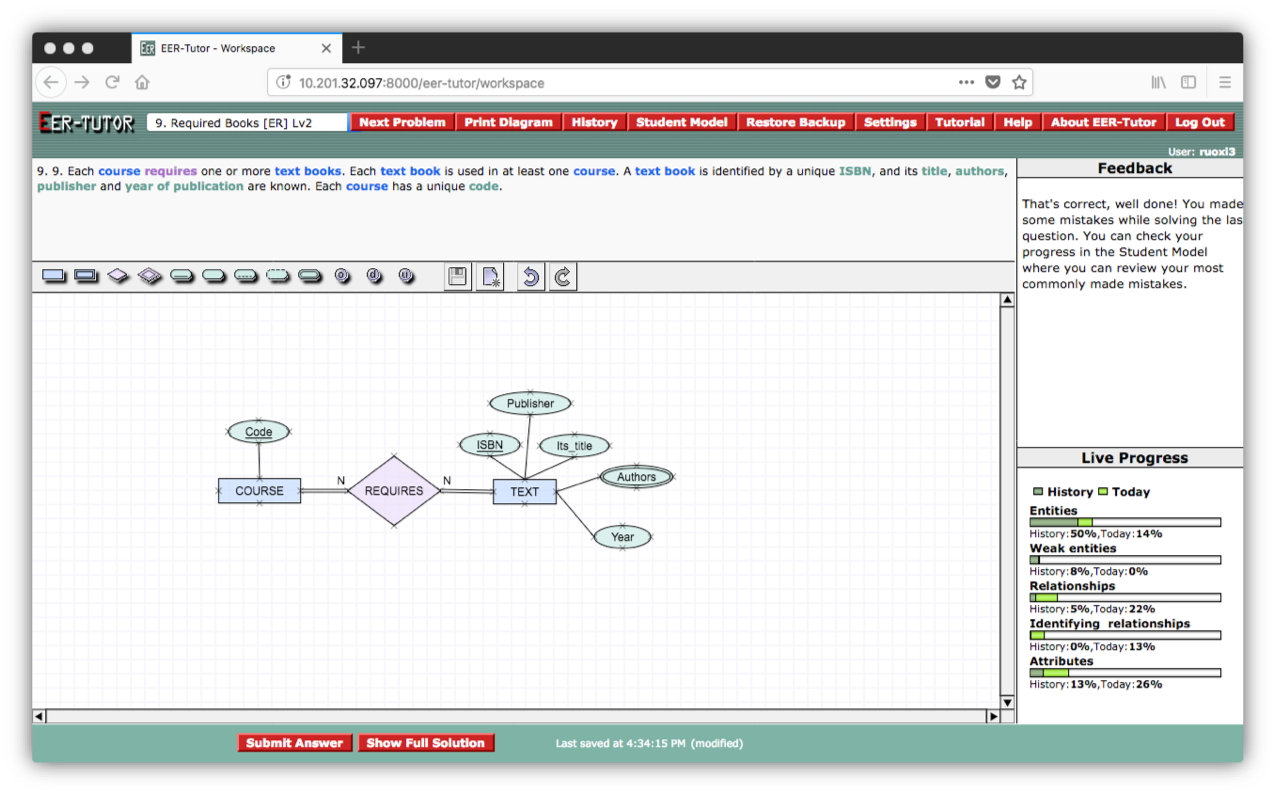 EER EER-Tutor - Workspace
10.201.32.097:8000/eer-tutor/workspace
EER-TUTOR
9. Required Books [ER] Lv2
Next Problem Print Diagram History Student Model Restore Backup Settings Tutorial Help About EER-Tutor Log Out
User: ruoxi3
9. 9. Each course requires one or more text books. Each text book is used in at least one course. A text book is identified by a unique ISBN, and its title, authors,
publisher and year of publication are known. Each course has a unique code.
Feedback
That's correct, well done! You made
some mistakes while solving the las
question. You can check your
progress in the Student Model
where you can review your most
commonly made mistakes.
o d u
Publisher
Code
ISBN
Its_title
Authors
COURSE
N
REQUIRES
N
TEXT
Year
Live Progress
History Today
Entities
History:50%,Today:14%
Weak entities
History:8%,Today:0%
Relationships
History:5%,Today:22%
Identifying relationships
History:0%,Today:13%
Attributes
History:13%,Today:26%
Submit Answer Show Full Solution
Last saved at 4:34:15 PM (modified)